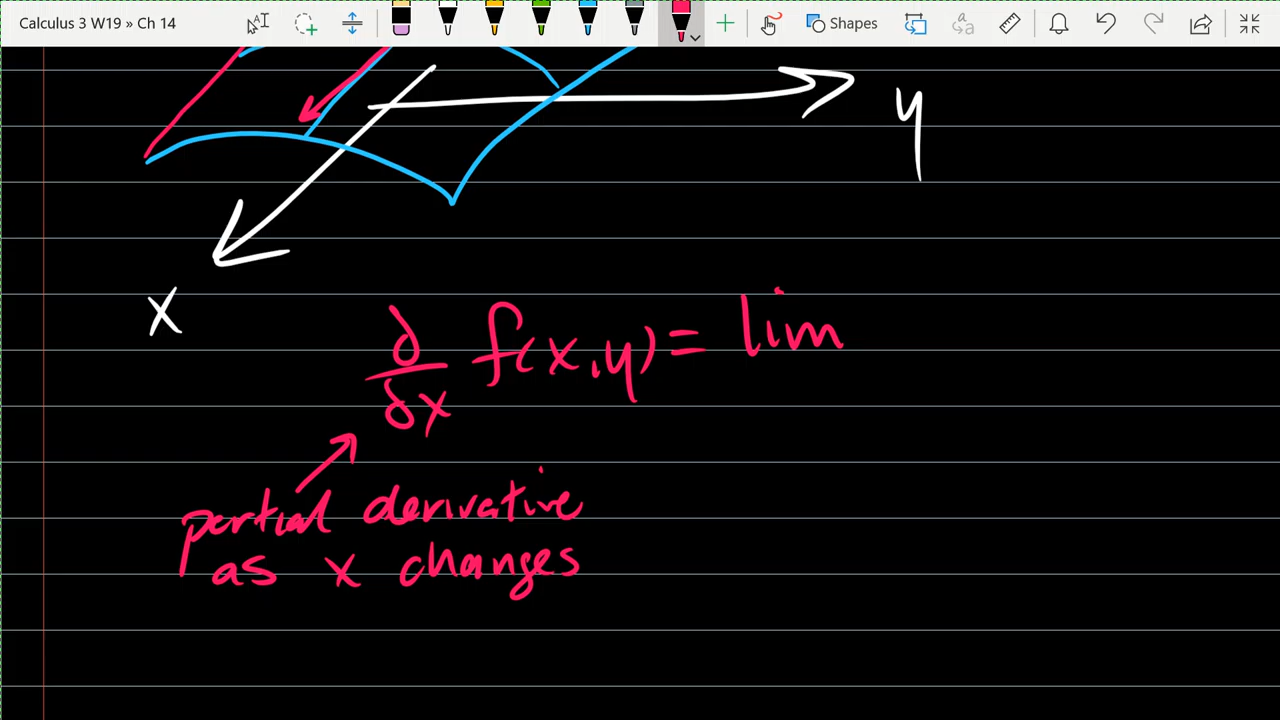 Calculus 3 W19 » Ch 14
Shapes
y
x
∂/∂x f(x,y) = lim
partial derivative
as x changes